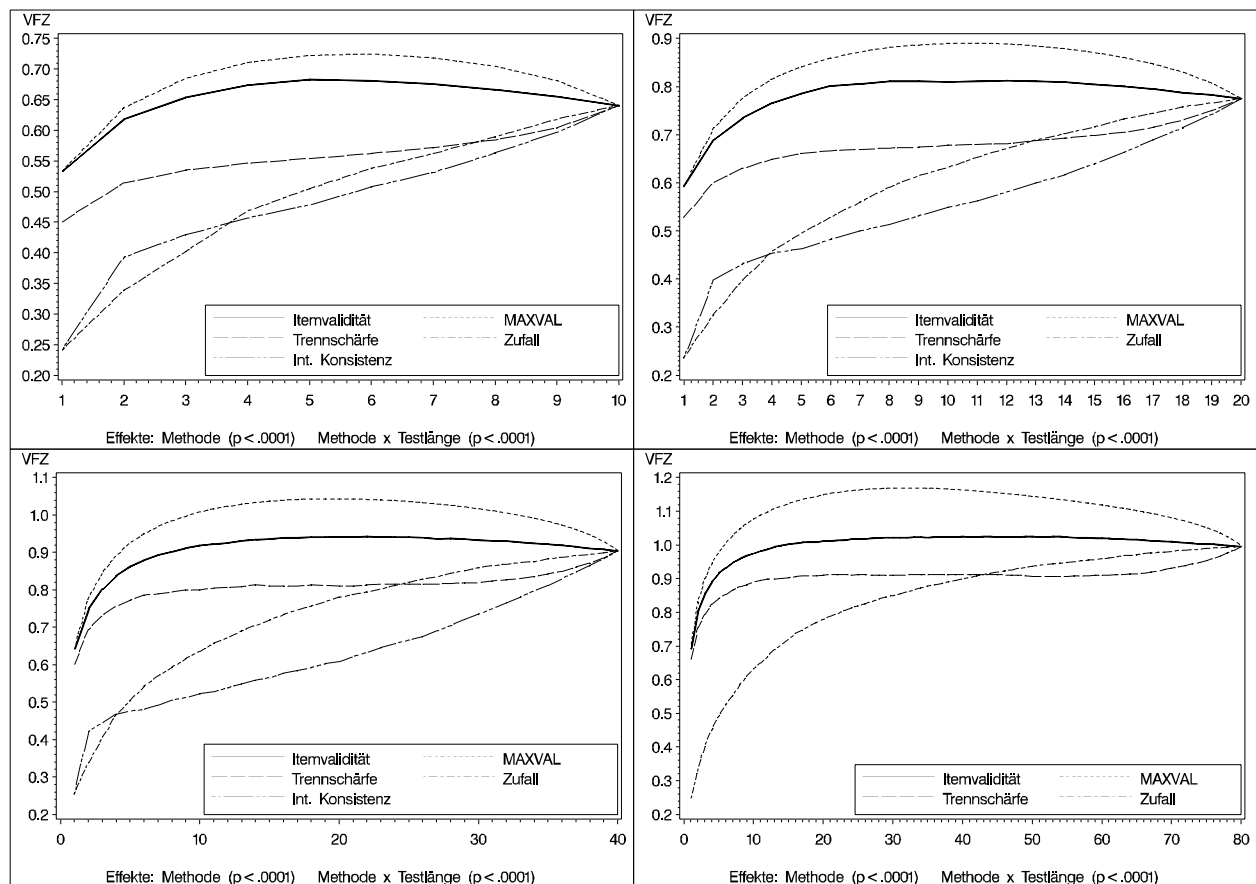 VFZ
0.75
0.70
0.65
0.60
0.55
0.50
0.45
0.40
0.35
0.30
0.25
0.20
1 2 3 4 5 6 7 8 9 10
Itemvalidität MAXVAL
Trennschärfe Zufall
Int. Konsistenz
Effekte: Methode (p<.0001) Methode x Testlänge (p<.0001)
VFZ
0.9
0.8
0.7
0.6
0.5
0.4
0.3
0.2
1 2 3 4 5 6 7 8 9 10 11 12 13 14 15 16 17 18 19 20
Itemvalidität MAXVAL
Trennschärfe Zufall
Int. Konsistenz
Effekte: Methode (p<.0001) Methode x Testlänge (p<.0001)
VFZ
1.1
1.0
0.9
0.8
0.7
0.6
0.5
0.4
0.3
0.2
0 10 20 30 40
Itemvalidität MAXVAL
Trennschärfe Zufall
Int. Konsistenz
Effekte: Methode (p<.0001) Methode x Testlänge (p<.0001)
VFZ
1.2
1.1
1.0
0.9
0.8
0.7
0.6
0.5
0.4
0.3
0.2
0 10 20 30 40 50 60 70 80
Itemvalidität MAXVAL
Trennschärfe Zufall
Effekte: Methode (p<.0001) Methode x Testlänge (p<.0001)